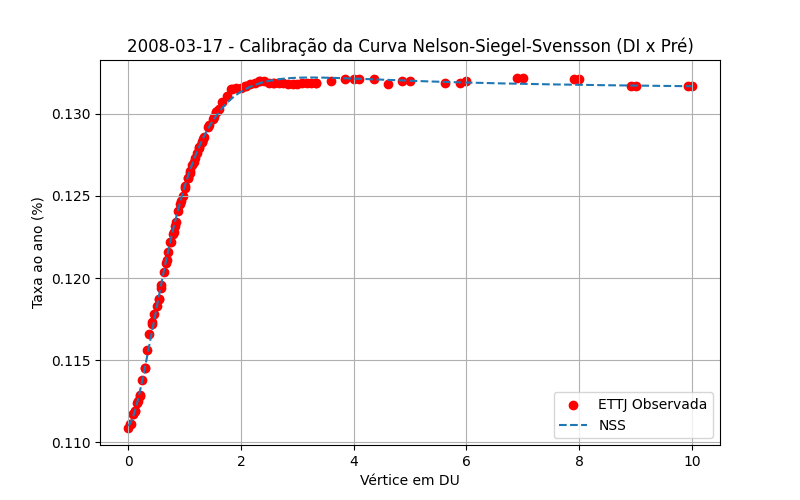 2008-03-17 - Calibração da Curva Nelson-Siegel-Svensson (DI x Pré)
Taxa ao ano (%)
0.130
0.125
0.120
0.115
0.110
ETTJ Observada
NSS
0 2 4 6 8 10
Vértice em DU